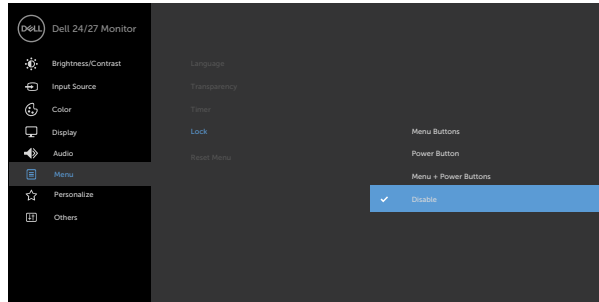 DELL Dell 24/27 Monitor
Brightness/Contrast
Input Source
Color
Display
Audio
Menu
Personalize
Others
Language
Transparency
Timer
Lock
Reset Menu
Menu Buttons
Power Button
Menu + Power Buttons
Disable